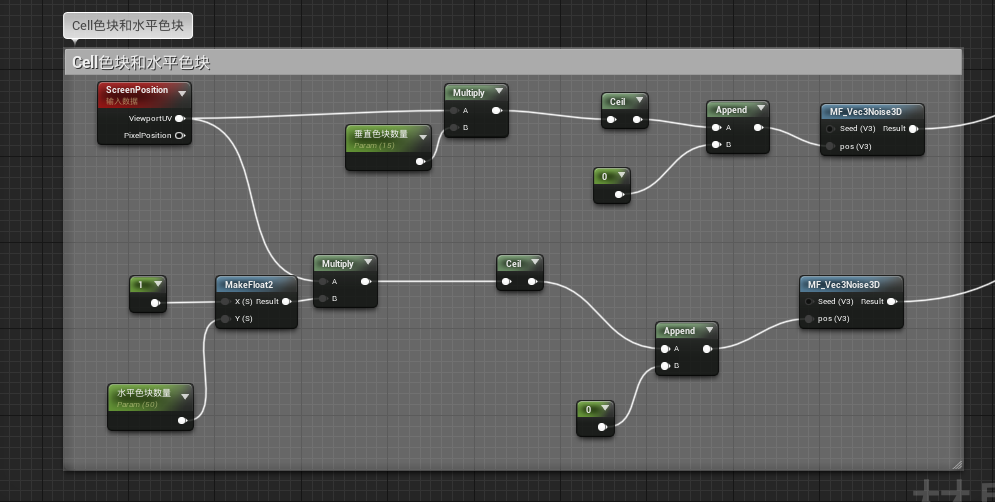 Cell色块和水平色块
Cell色块和水平色块
ScreenPosition
输入数据
ViewportUV
PixelPosition
垂直色块数量
Param (15)
Multiply
A
B
Ceil
0
Append
A
B
MF_Vec3Noise3D
Seed (V3) Result
pos (V3)
1
MakeFloat2
X (S) Result
Y (S)
水平色块数量
Param (50)
Multiply
A
B
Ceil
0
Append
A
B
MF_Vec3Noise3D
Seed (V3) Result
pos (V3)